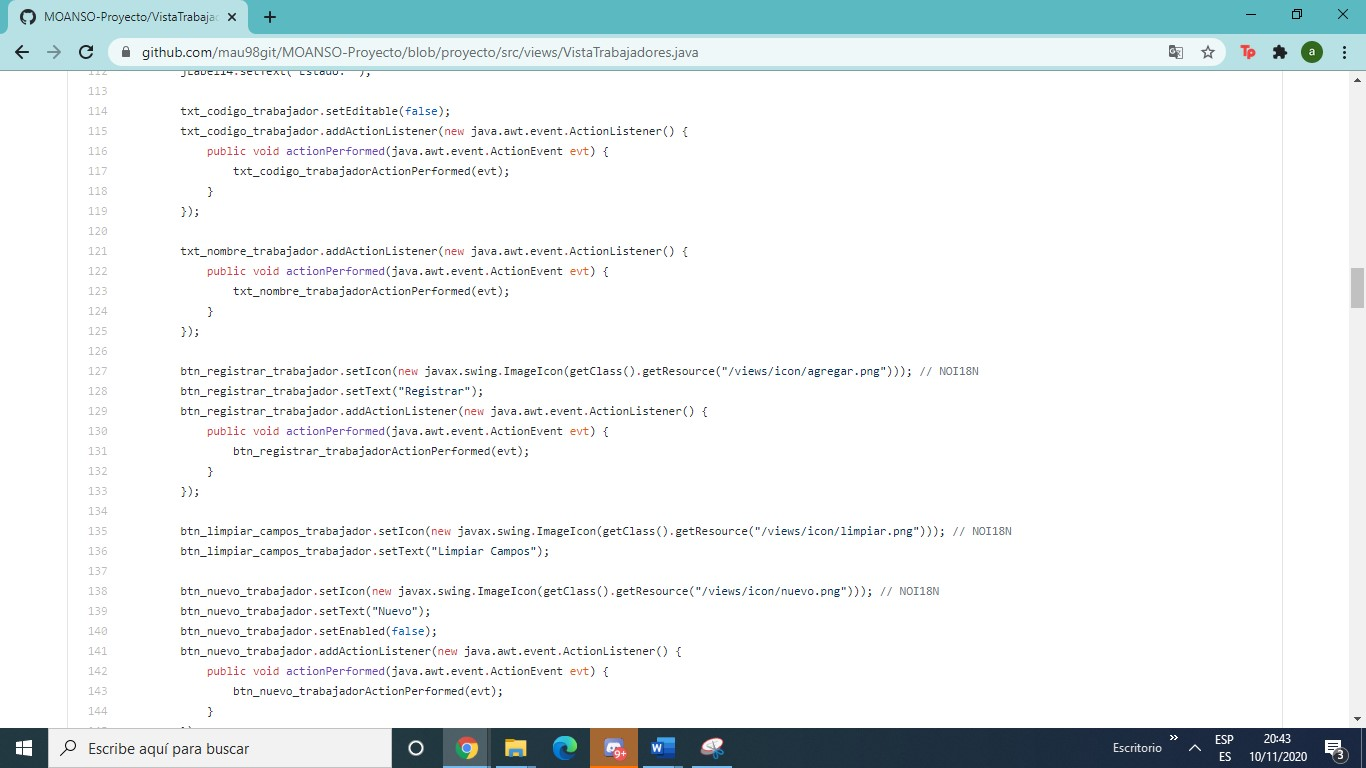 MOANSO-Proyecto/VistaTrabajad
github.com/mau98git/MOANSO-Proyecto/blob/proyecto/src/views/VistaTrabajadores.java
a
112 jLabel14.setText("Estado: ");
113
114 txt_codigo_trabajador.setEditable(false);
115 txt_codigo_trabajador.addActionListener(new java.awt.event.ActionListener() {
116 public void actionPerformed(java.awt.event.ActionEvent evt) {
117 txt_codigo_trabajadorActionPerformed(evt);
118 }
119 });
120
121 txt_nombre_trabajador.addActionListener(new java.awt.event.ActionListener() {
122 public void actionPerformed(java.awt.event.ActionEvent evt) {
123 txt_nombre_trabajadorActionPerformed(evt);
124 }
125 });
126
127 btn_registrar_trabajador.setIcon(new javax.swing.ImageIcon(getClass().getResource("/views/icon/agregar.png"))); // NOI18N
128 btn_registrar_trabajador.setText("Registrar");
129 btn_registrar_trabajador.addActionListener(new java.awt.event.ActionListener() {
130 public void actionPerformed(java.awt.event.ActionEvent evt) {
131 btn_registrar_trabajadorActionPerformed(evt);
132 }
133 });
134
135 btn_limpiar_campos_trabajador.setIcon(new javax.swing.ImageIcon(getClass().getResource("/views/icon/limpiar.png"))); // NOI18N
136 btn_limpiar_campos_trabajador.setText("Limpiar Campos");
137
138 btn_nuevo_trabajador.setIcon(new javax.swing.ImageIcon(getClass().getResource("/views/icon/nuevo.png"))); // NOI18N
139 btn_nuevo_trabajador.setText("Nuevo");
140 btn_nuevo_trabajador.setEnabled(false);
141 btn_nuevo_trabajador.addActionListener(new java.awt.event.ActionListener() {
142 public void actionPerformed(java.awt.event.ActionEvent evt) {
143 btn_nuevo_trabajadorActionPerformed(evt);
144 }
Escribe aquí para buscar
9+
Escritorio
ESP
ES
20:43
10/11/2020
3